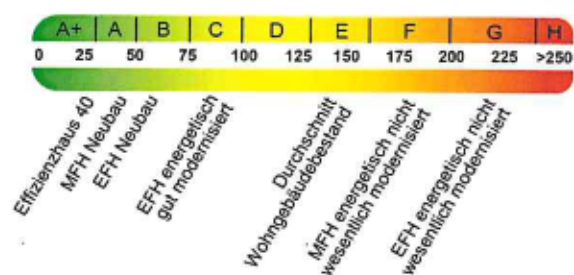 A+ A B C D E F G H
0 25 50 75 100 125 150 175 200 225 >250
Effizienzhaus 40
MFH Neubau
EFH Neubau
EFH energetisch
gut modernisiert
Durchschnitt
Wohngebäudebestand
MFH energetisch nicht
wesentlich modernisiert
EFH energetisch nicht
wesentlich modernisiert